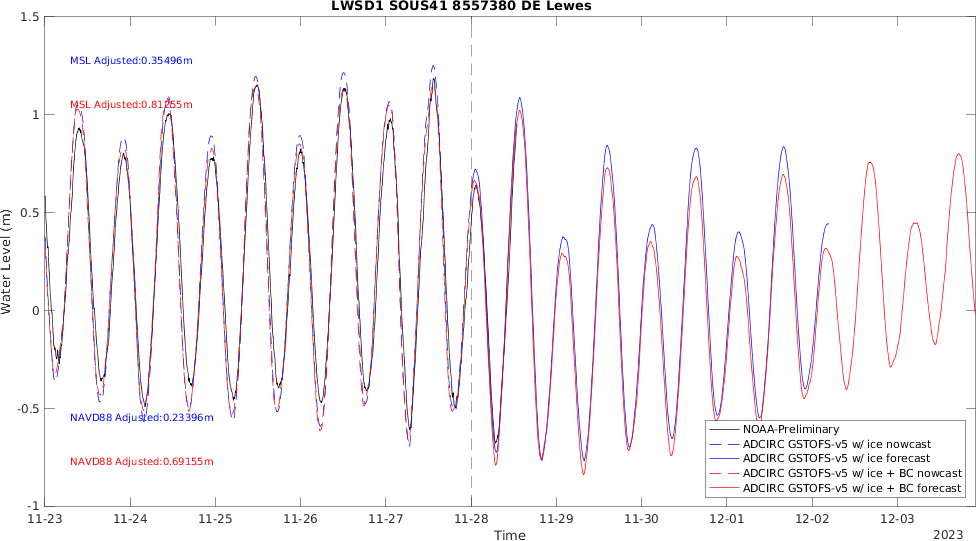 LWSD1 SOUS41 8557380 DE Lewes
1.5
1
0.5
0
-0.5
-1
Water Level (m)
MSL Adjusted:0.35496m
MSL Adjusted:0.81255m
NAVD88 Adjusted:0.23396m
NAVD88 Adjusted:0.69155m
NOAA-Preliminary
ADCIRC GSTOFS-v5 w/ ice nowcast
ADCIRC GSTOFS-v5 w/ ice forecast
ADCIRC GSTOFS-v5 w/ ice + BC nowcast
ADCIRC GSTOFS-v5 w/ ice + BC forecast
11-23 11-24 11-25 11-26 11-27 11-28 11-29 11-30 12-01 12-02 12-03
Time
2023